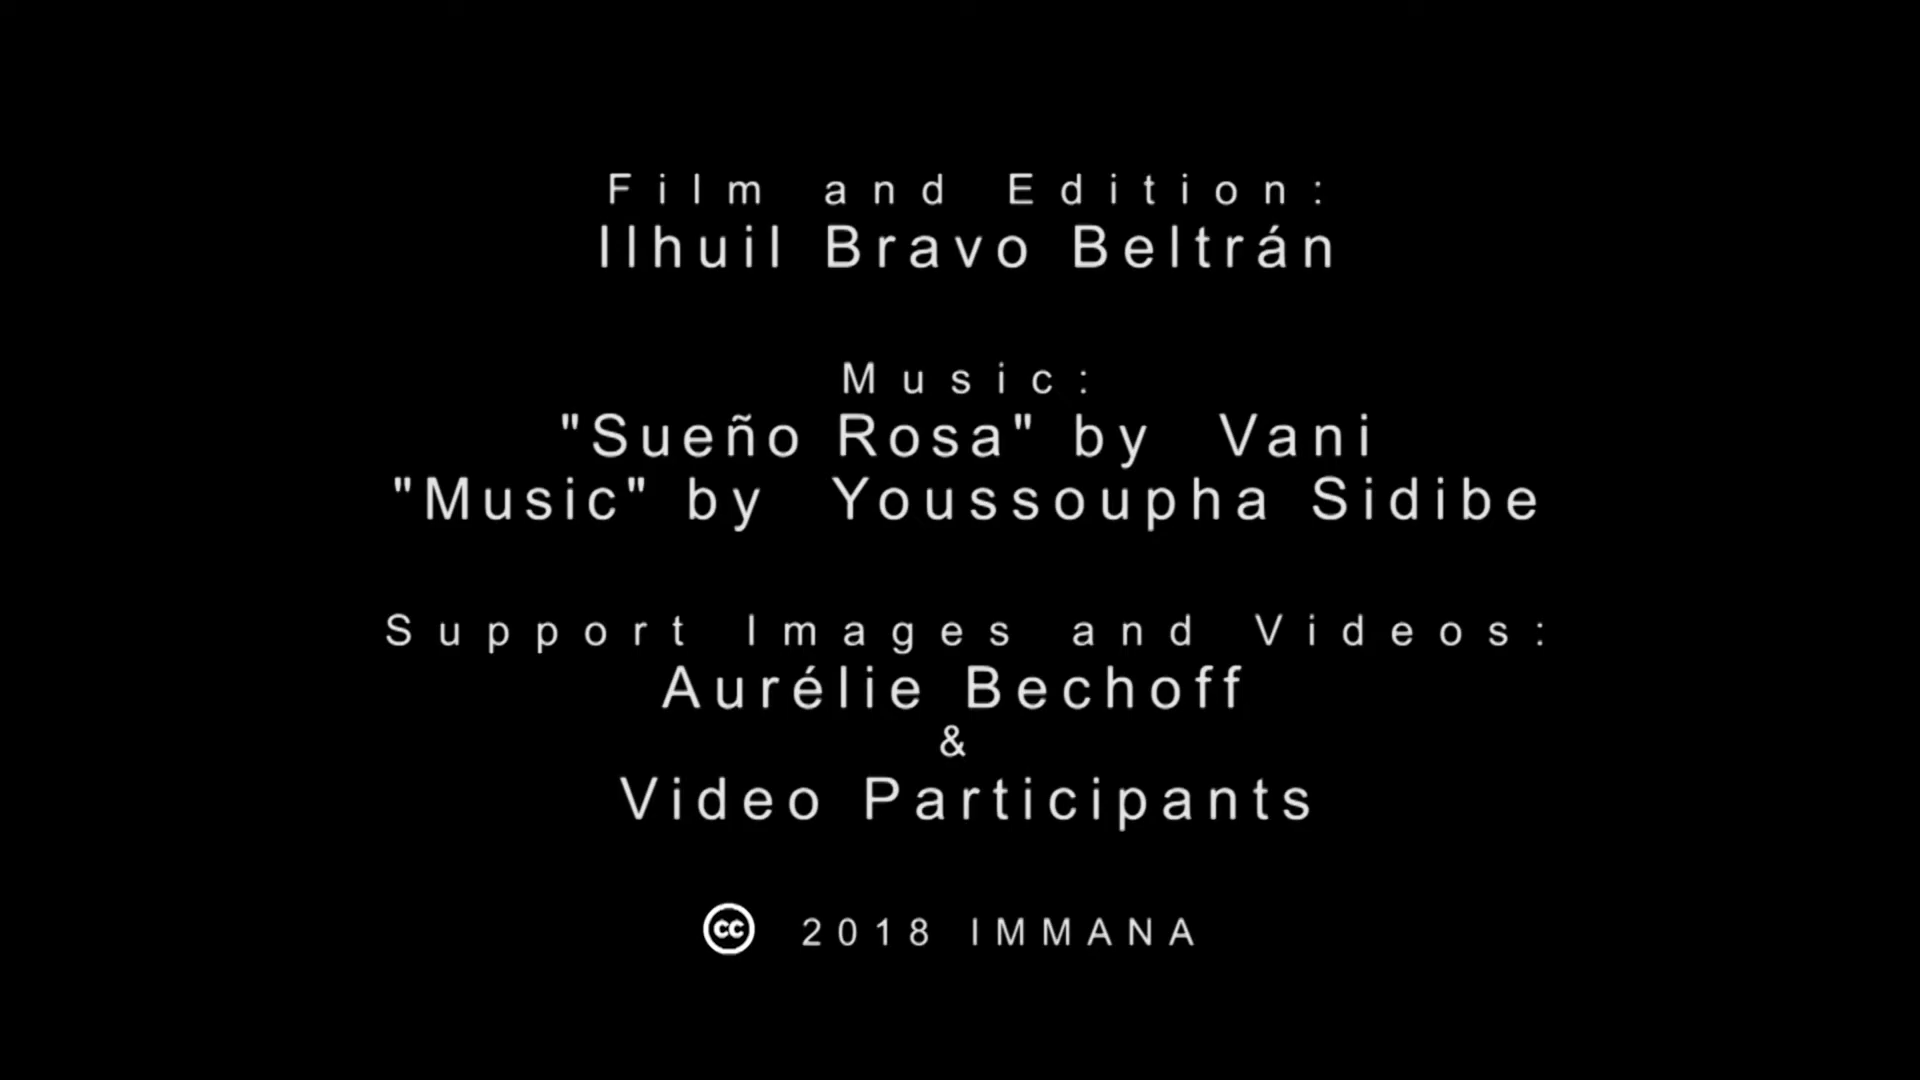 Film and Edition:
Ilhuil Bravo Beltrán
Music:
"Sueño Rosa" by Vani
"Music" by Youssoupha Sidibe
Support Images and Videos:
Aurélie Bechoff
&
Video Participants
cc 2018 IMMANA